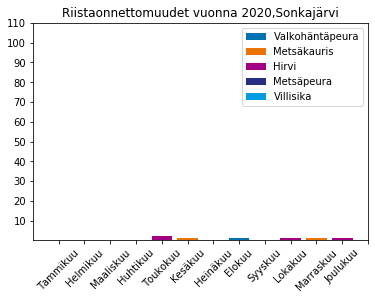 Riistaonnettomuudet vuonna 2020,Sonkajärvi
110
100
90
80
70
60
50
40
30
20
10
Valkohäntäpeura
Metsäkauris
Hirvi
Metsäpeura
Villisika
Tammikuu
Helmikuu
Maaliskuu
Huhtikuu
Toukokuu
Kesäkuu
Heinäkuu
Elokuu
Syyskuu
Lokakuu
Marraskuu
Joulukuu